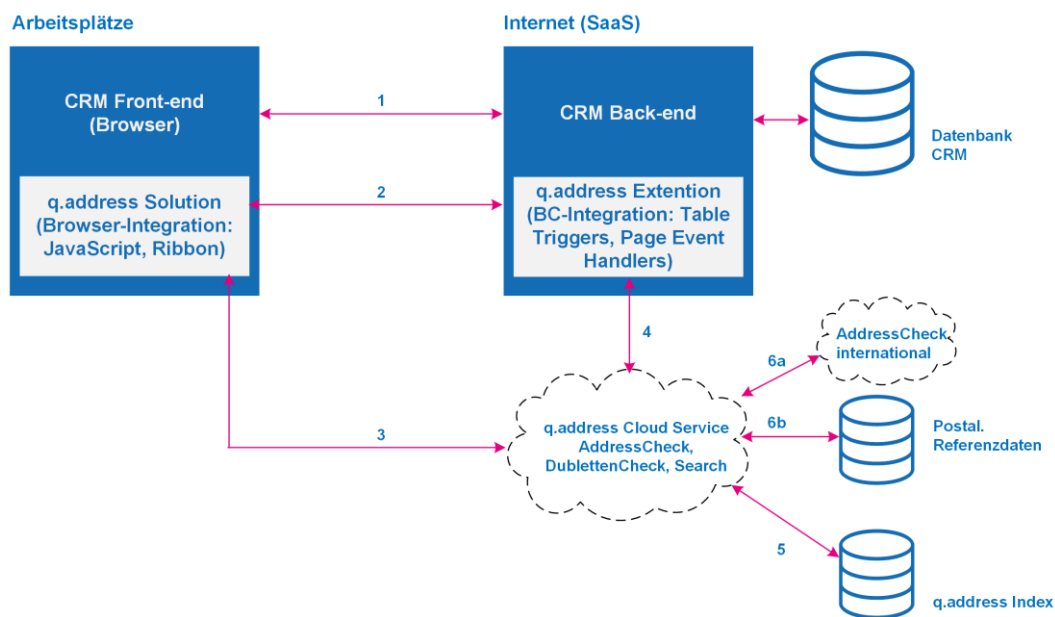 Arbeitsplätze
Internet (SaaS)
CRM Front-end
(Browser)
1
CRM Back-end
Datenbank
CRM
q.address Solution
(Browser-Integration:
JavaScript, Ribbon)
2
q.address Extention
(BC-Integration: Table
Triggers, Page Event
Handlers)
4
6a
AddressCheck
international
3
q.address Cloud Service
AddressCheck,
DublettenCheck, Search
6b
Postal.
Referenzdaten
5
q.address Index